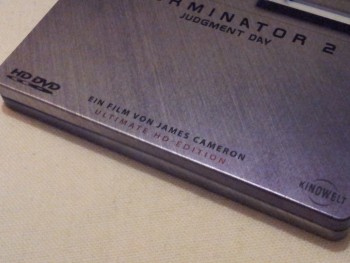 RMINATOR 2
JUDGMENT DAY
HD DVD
EIN FILM VON JAMES CAMERON
ULTIMATE HD-EDITION
KINOWELT